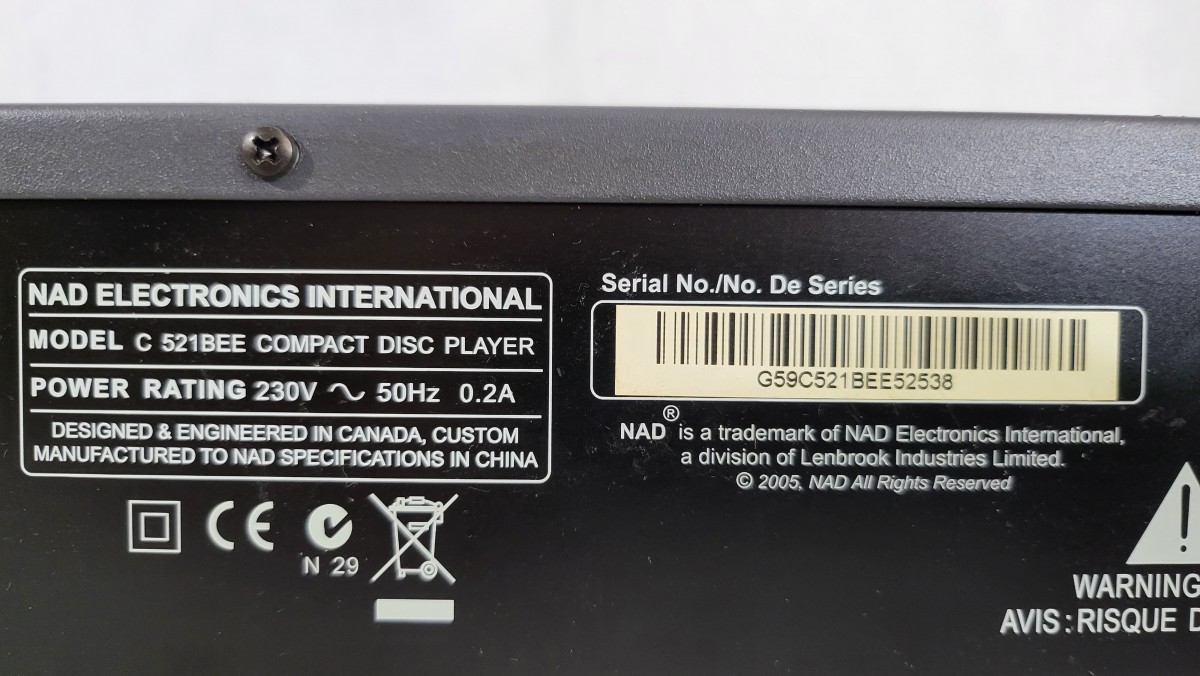 NAD ELECTRONICS INTERNATIONAL
MODEL C 521BEE COMPACT DISC PLAYER
POWER RATING 230V ~ 50Hz 0.2A
DESIGNED & ENGINEERED IN CANADA, CUSTOM
MANUFACTURED TO NAD SPECIFICATIONS IN CHINA
CE
N 29
Serial No./No. De Series
G59C521BEE52538
NAD® is a trademark of NAD Electronics International,
a division of Lenbrook Industries Limited.
© 2005, NAD All Rights Reserved
WARNING
AVIS : RISQUE D